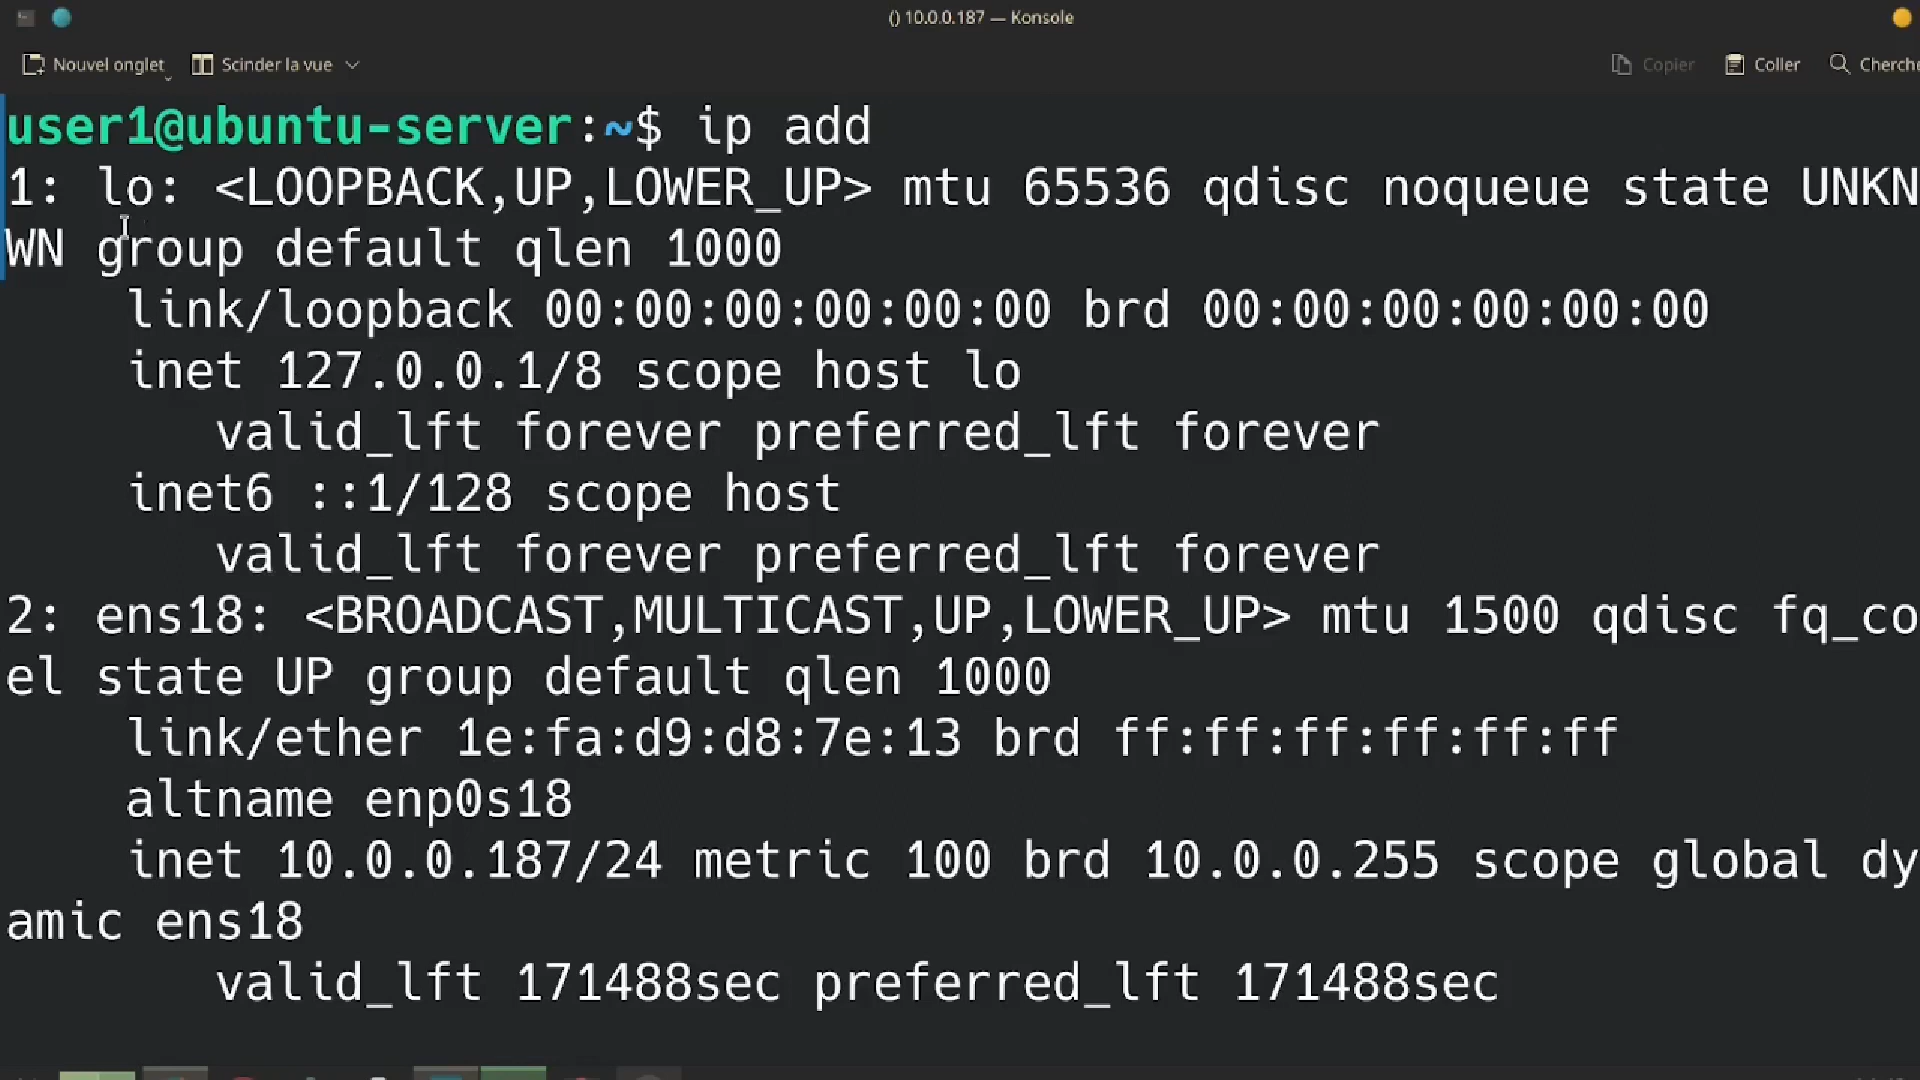 () 10.0.0.187 — Konsole
Nouvel onglet Scinder la vue Copier Coller Cherche
user1@ubuntu-server:~$ ip add
1: lo: <LOOPBACK,UP,LOWER_UP> mtu 65536 qdisc noqueue state UNKN
WN group default qlen 1000
link/loopback 00:00:00:00:00:00 brd 00:00:00:00:00:00
inet 127.0.0.1/8 scope host lo
valid_lft forever preferred_lft forever
inet6 ::1/128 scope host
valid_lft forever preferred_lft forever
2: ens18: <BROADCAST,MULTICAST,UP,LOWER_UP> mtu 1500 qdisc fq_co
el state UP group default qlen 1000
link/ether 1e:fa:d9:d8:7e:13 brd ff:ff:ff:ff:ff:ff
altname enp0s18
inet 10.0.0.187/24 metric 100 brd 10.0.0.255 scope global dy
amic ens18
valid_lft 171488sec preferred_lft 171488sec